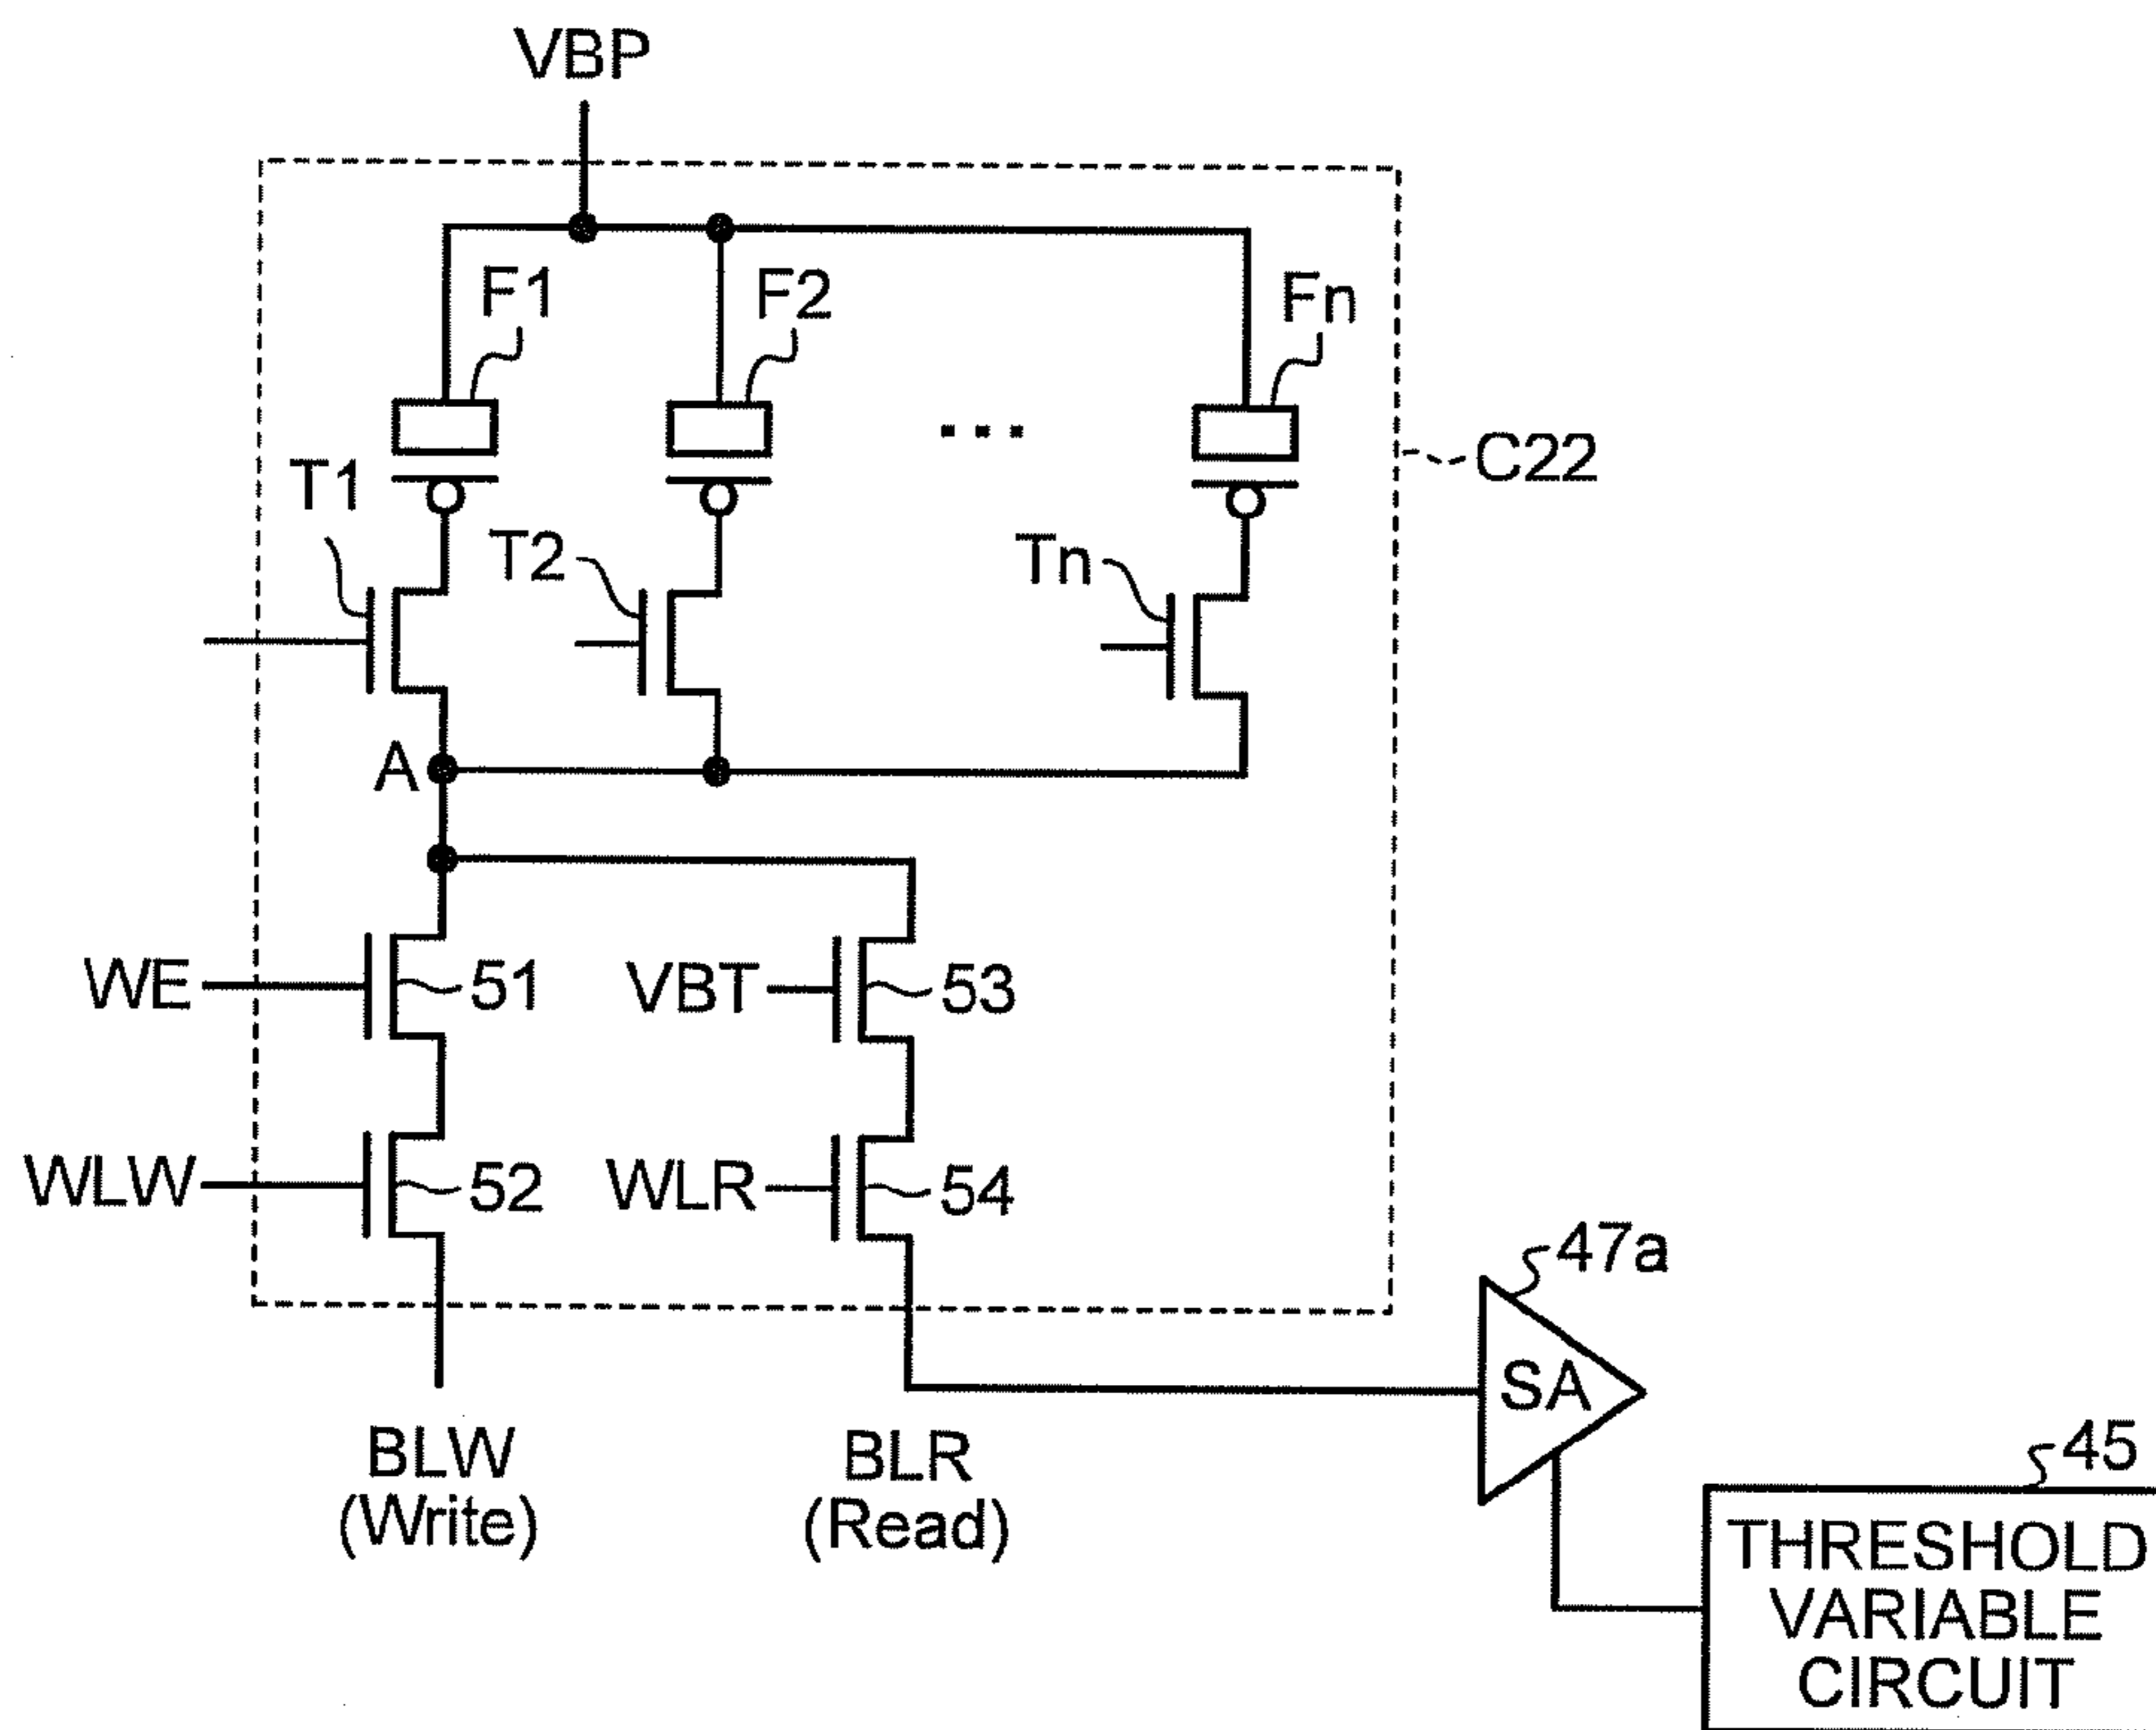 VBP
F1
F2
Fn
...
C22
T1
T2
Tn
A
WE
51
VBT
53
WLW
52
WLR
54
47a
SA
BLW
(Write)
BLR
(Read)
45
THRESHOLD
VARIABLE
CIRCUIT